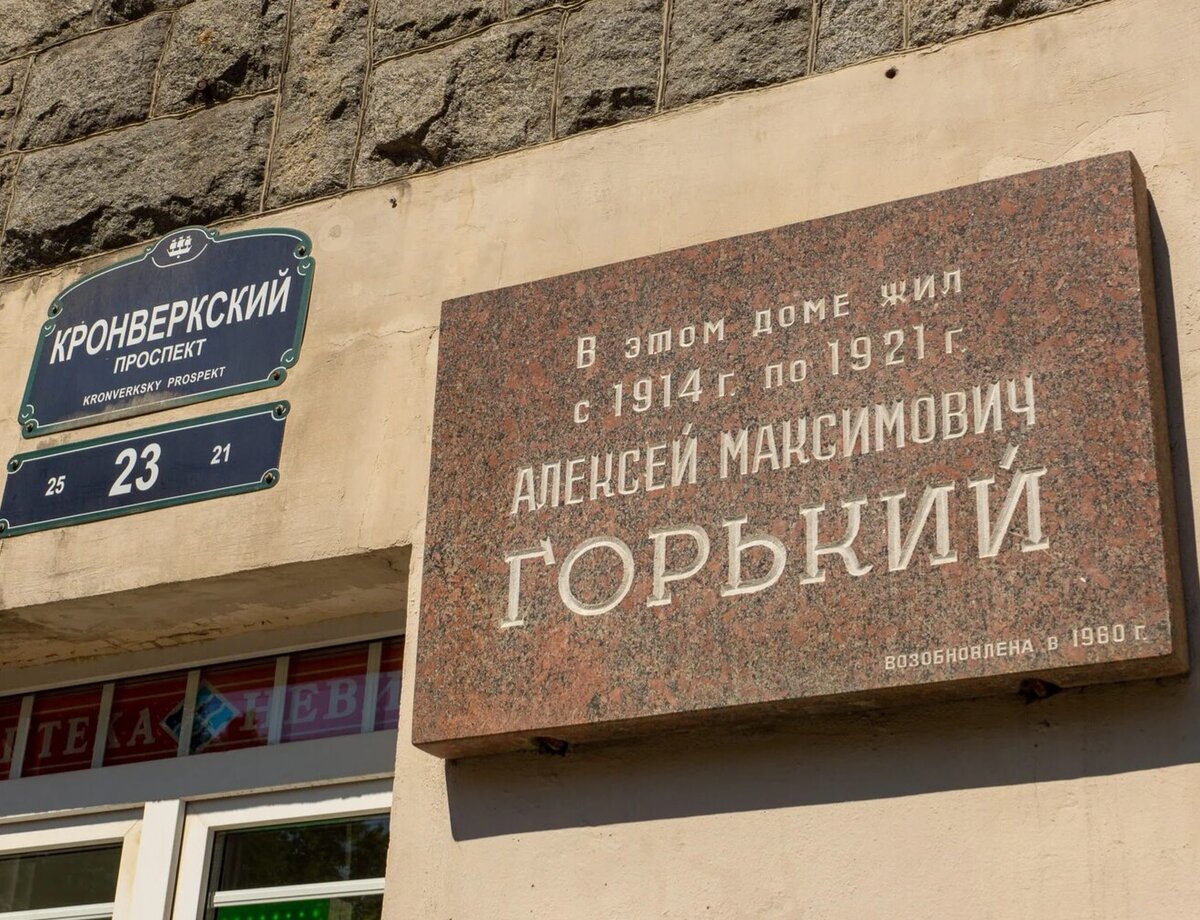 КРОНВЕРКСКИЙ
ПРОСПЕКТ
KRONVERKSKY PROSPEKT
25 23 21
В ЭТОМ ДОМЕ ЖИЛ
С 1914 Г. ПО 1921 Г.
АЛЕКСЕЙ МАКСИМОВИЧ
ГОРЬКИЙ
ВОЗОБНОВЛЕНА В 1960 Г.